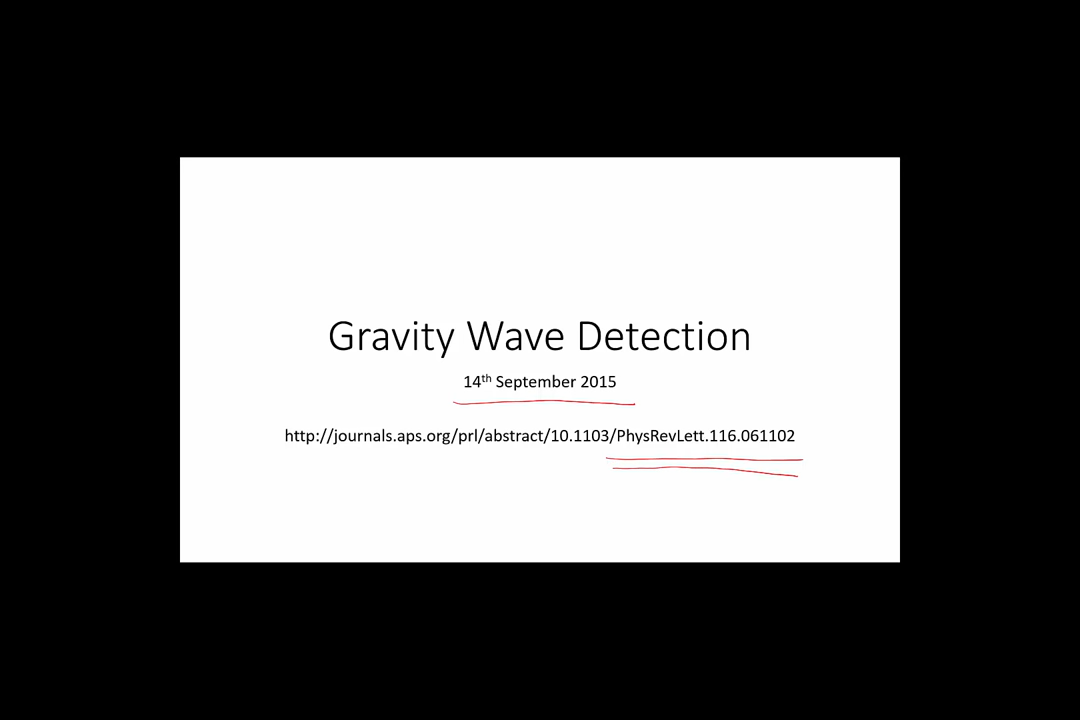 Gravity Wave Detection
14th September 2015
http://journals.aps.org/prl/abstract/10.1103/PhysRevLett.116.061102